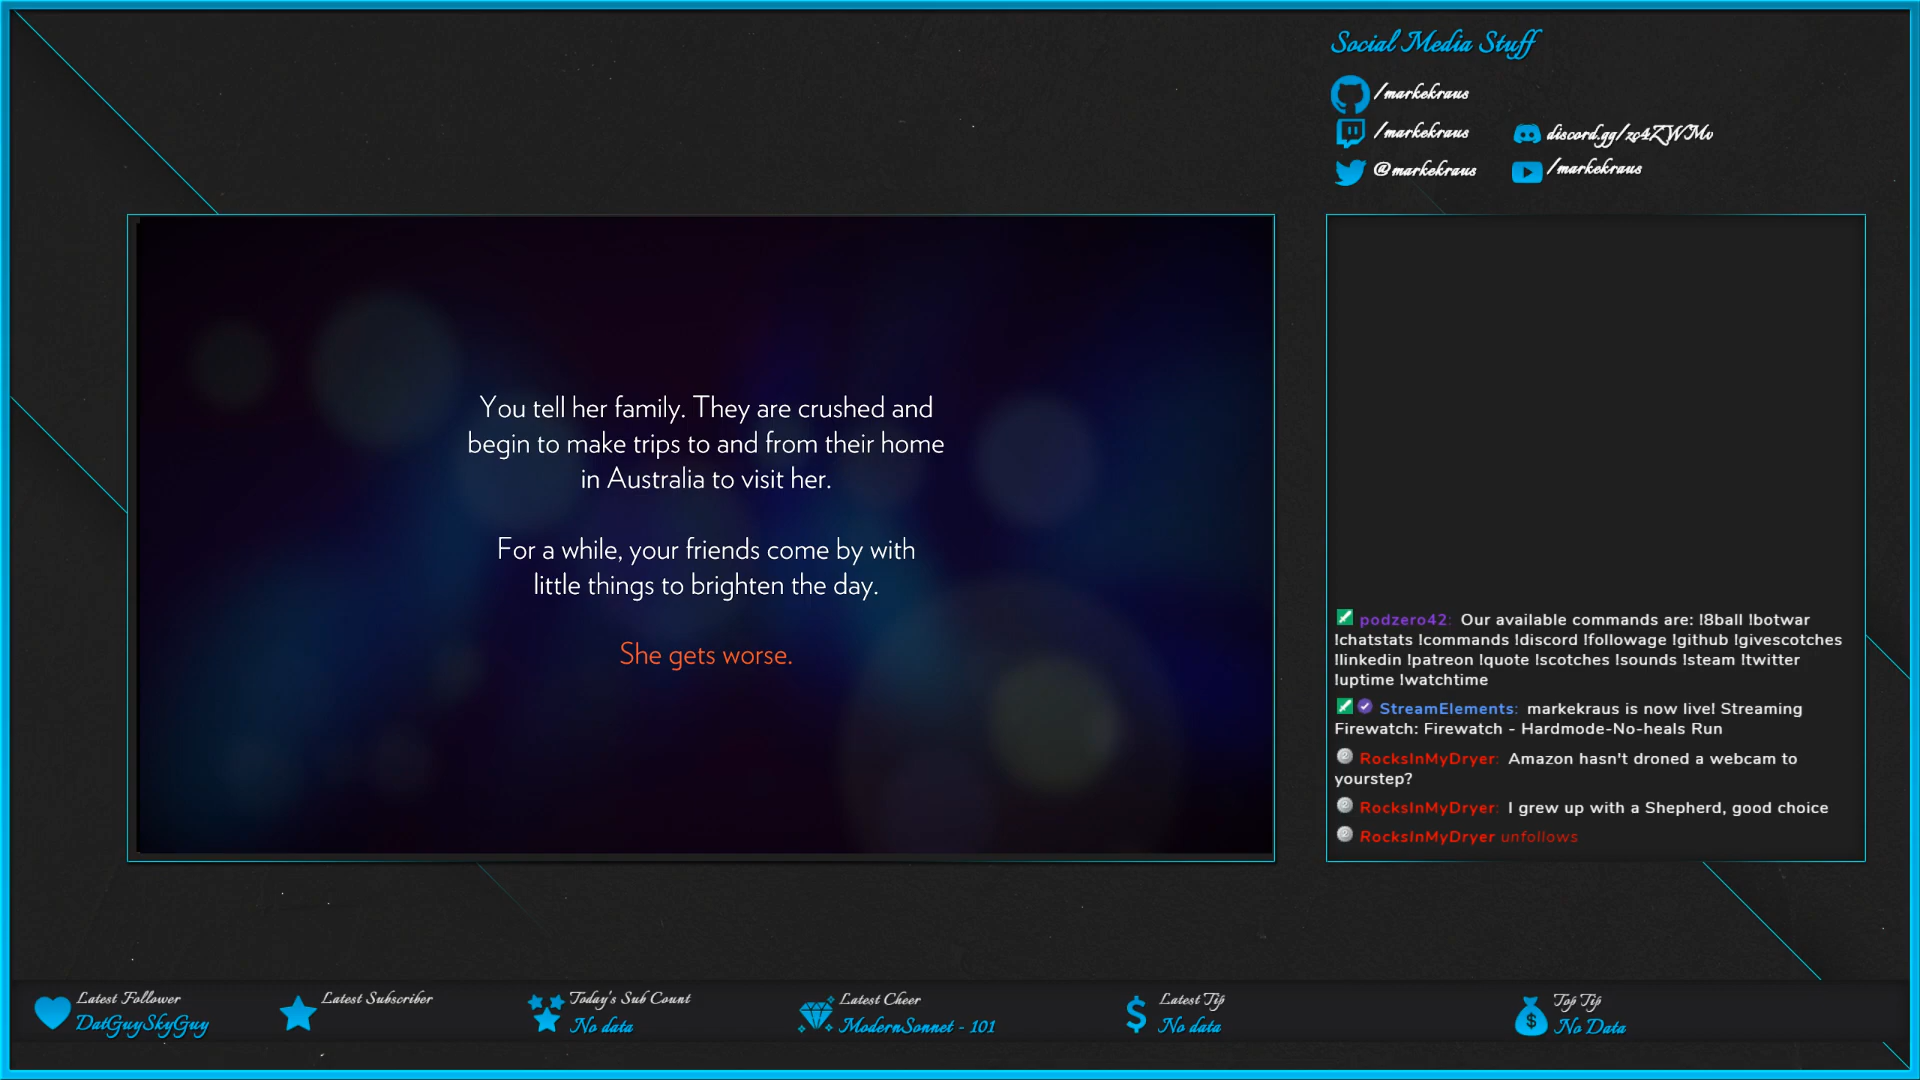 Social Media Stuff
/markekraus
/markekraus
discord.gg/zc4ZWMv
@markekraus
/markekraus
You tell her family. They are crushed and
begin to make trips to and from their home
in Australia to visit her.
For a while, your friends come by with
little things to brighten the day.
She gets worse.
podzero42: Our available commands are: !8ball !botwar
!chatstats !commands !discord !followage !github !givescotches
!linkedin !patreon !quote !scotches !sounds !steam !twitter
!uptime !watchtime
StreamElements: markekraus is now live! Streaming
Firewatch: Firewatch - Hardmode-No-heals Run
RocksInMyDryer: Amazon hasn't droned a webcam to
yourstep?
RocksInMyDryer: I grew up with a Shepherd, good choice
RocksInMyDryer unfollows
Latest Follower
DatGuySkyGuy
Latest Subscriber
Today's Sub Count
No data
Latest Cheer
ModernSonnet - 101
Latest Tip
No data
Top Tip
No Data